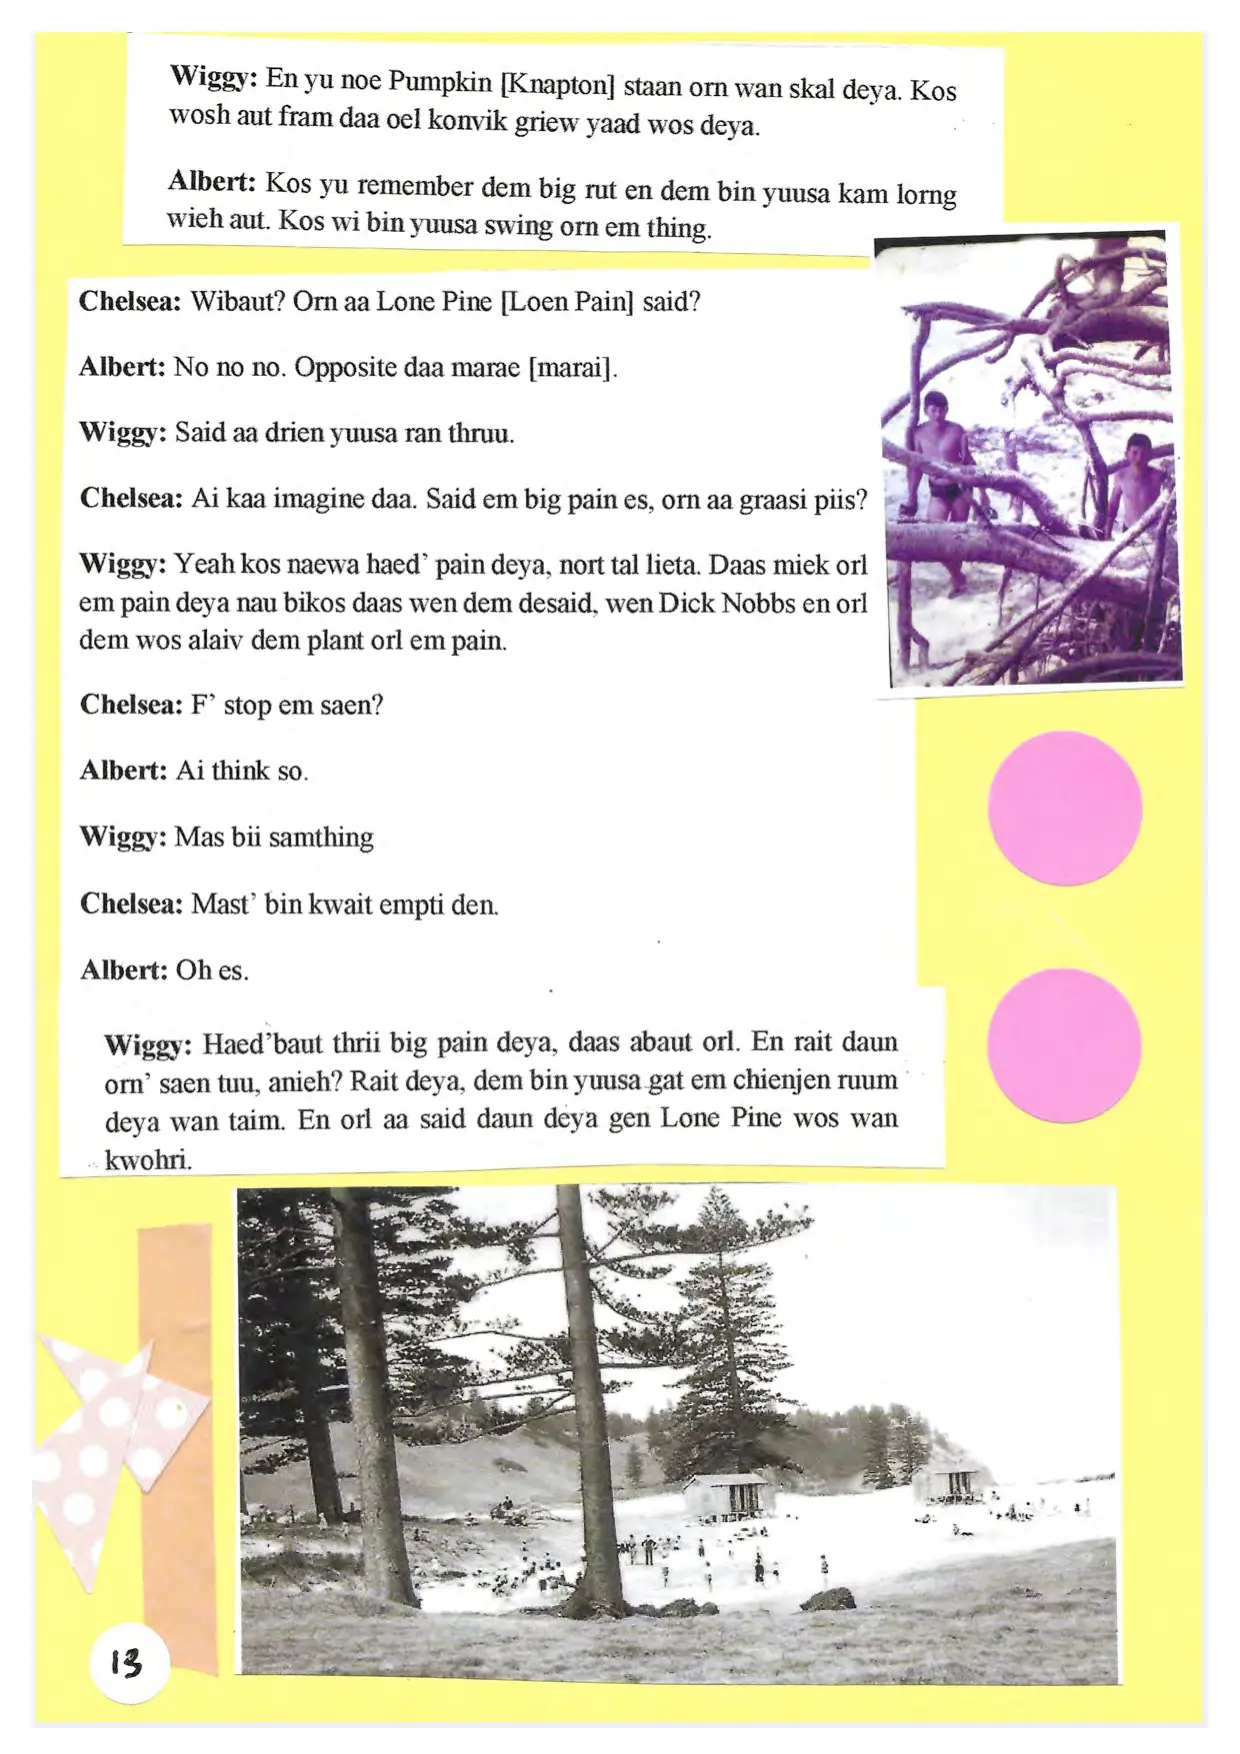 Wiggy: En yu noe Pumpkin [Knapton] staan orn wan skal deya. Kos
wosh aut fram daa oel konvik griew yaad wos deya.
Albert: Kos yu remember dem big rut en dem bin yuusa kam lorng
wieh aut. Kos wi bin yuusa swing orn em thing.
Chelsea: Wibaut? Orn aa Lone Pine [Loen Pain] said?
Albert: No no no. Opposite daa marae [marai].
Wiggy: Said aa drien yuusa ran thruu.
Chelsea: Ai kaa imagine daa. Said em big pain es, orn aa graasi piis?
Wiggy: Yeah kos naewa haed’ pain deya, nort tal lieta. Daas miek orl
em pain deya nau bikos daas wen dem desaid, wen Dick Nobbs en orl
dem wos alaiv dem plant orl em pain.
Chelsea: F’ stop em saen?
Albert: Ai think so.
Wiggy: Mas bii samthing
Chelsea: Mast’ bin kwait empti den.
Albert: Oh es.
Wiggy: Haed’baut thrii big pain deya, daas abaut orl. En rait daun
orn’ saen tuu, anieh? Rait deya, dem bin yuusa gat em chienjen ruum
deya wan taim. En orl aa said daun deya gen Lone Pine wos wan
kwohri.
13